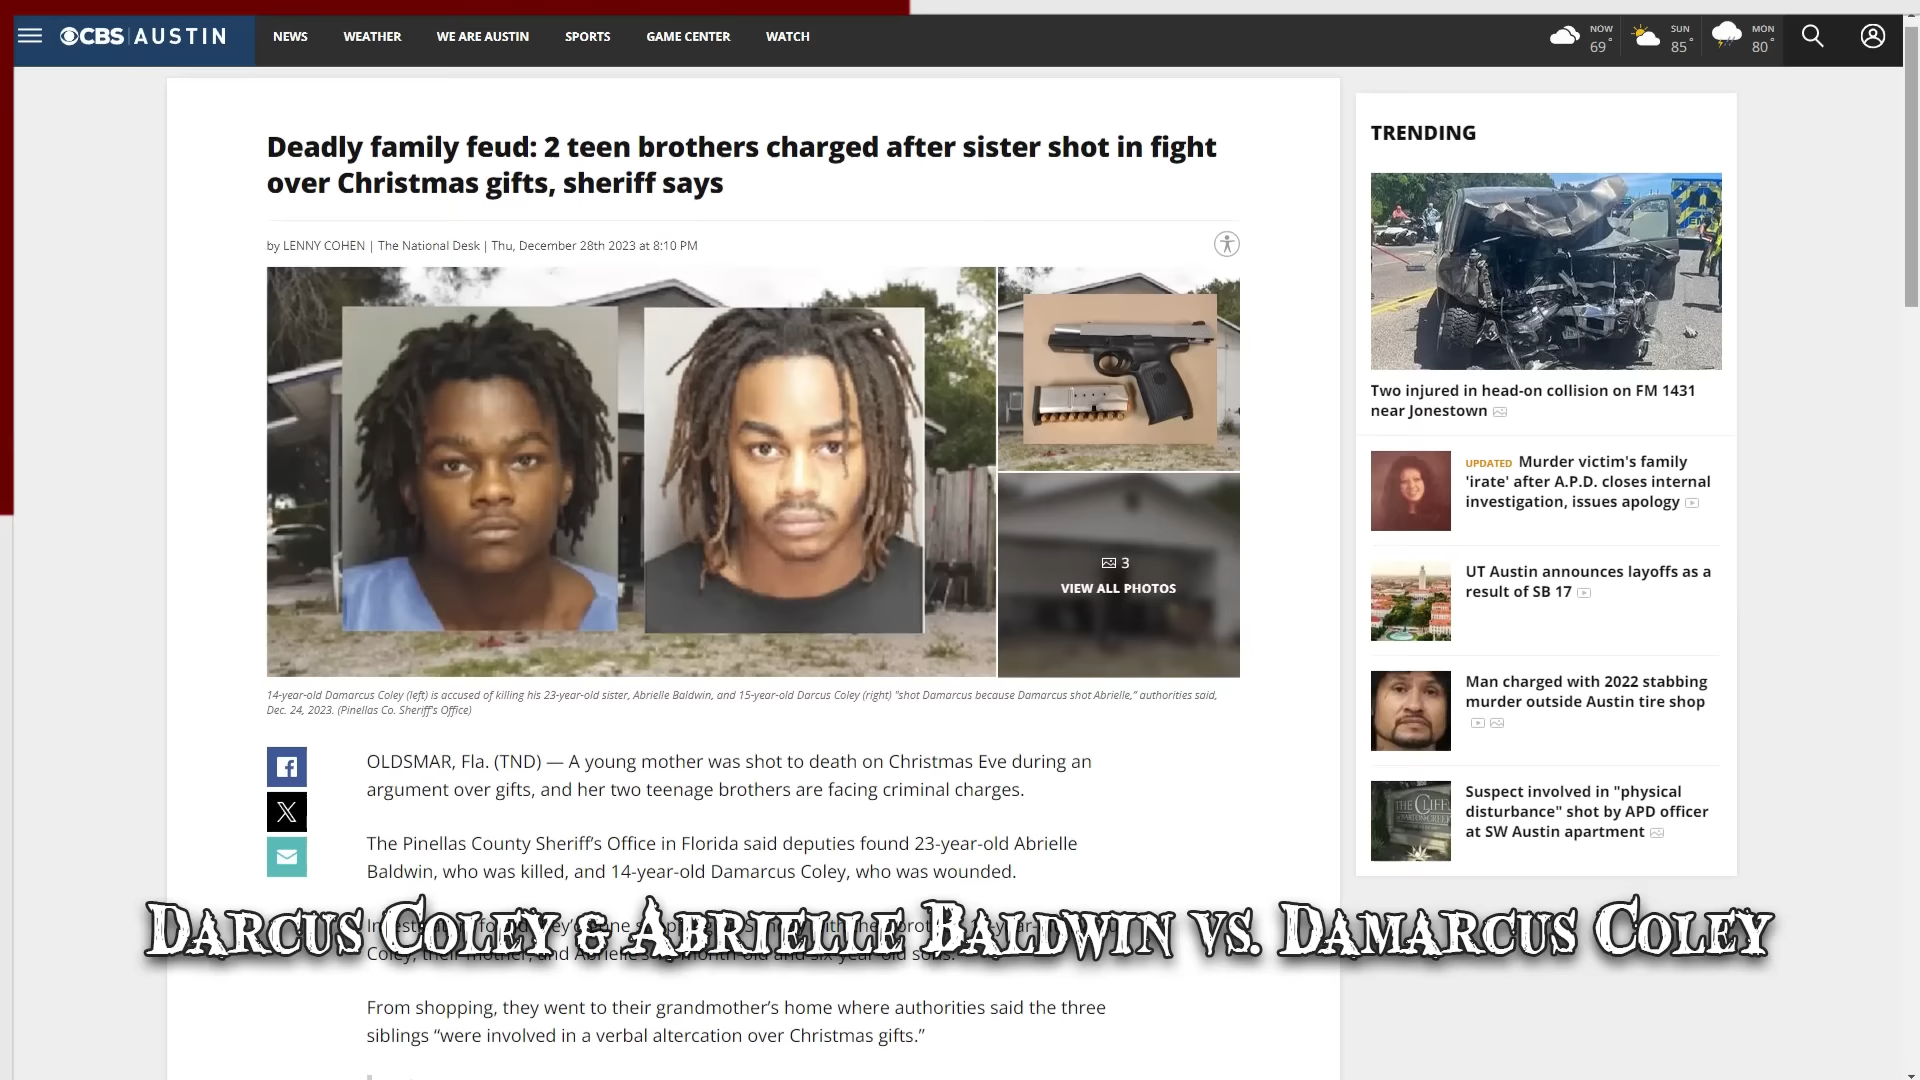 CBS AUSTIN
NEWS
WEATHER
WE ARE AUSTIN
SPORTS
GAME CENTER
WATCH
NOW
69°
SUN
85°
MON
80°
Deadly family feud: 2 teen brothers charged after sister shot in fight
over Christmas gifts, sheriff says
by LENNY COHEN | The National Desk | Thu, December 28th 2023 at 8:10 PM
3
VIEW ALL PHOTOS
14-year-old Damarcus Coley (left) is accused of killing his 23-year-old sister, Abrielle Baldwin, and 15-year-old Darcus Coley (right) "shot Damarcus because Damarcus shot Abrielle," authorities said,
Dec. 24, 2023. (Pinellas Co. Sheriff's Office)
OLDSMAR, Fla. (TND) — A young mother was shot to death on Christmas Eve during an
argument over gifts, and her two teenage brothers are facing criminal charges.
The Pinellas County Sheriff's Office in Florida said deputies found 23-year-old Abrielle
Baldwin, who was killed, and 14-year-old Damarcus Coley, who was wounded.
Darcus Coley & Abrielle Baldwin vs. Damarcus Coley
Coley, their mother, and Abrielle's
old sons.
From shopping, they went to their grandmother's home where authorities said the three
siblings “were involved in a verbal altercation over Christmas gifts.”
TRENDING
Two injured in head-on collision on FM 1431
near Jonestown
UPDATED Murder victim's family
'irate' after A.P.D. closes internal
investigation, issues apology
UT Austin announces layoffs as a
result of SB 17
Man charged with 2022 stabbing
murder outside Austin tire shop
THE CLIFFS
Suspect involved in "physical
disturbance" shot by APD officer
at SW Austin apartment